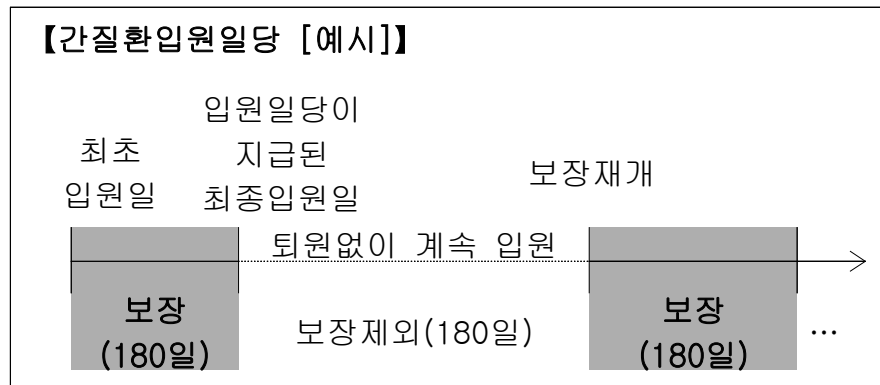 【간질환입원일당 [예시]】
최초
입원일
입원일당이
지급된
최종입원일
보장재개
퇴원없이 계속 입원
보장
(180일)
보장제외(180일)
보장
(180일)
…